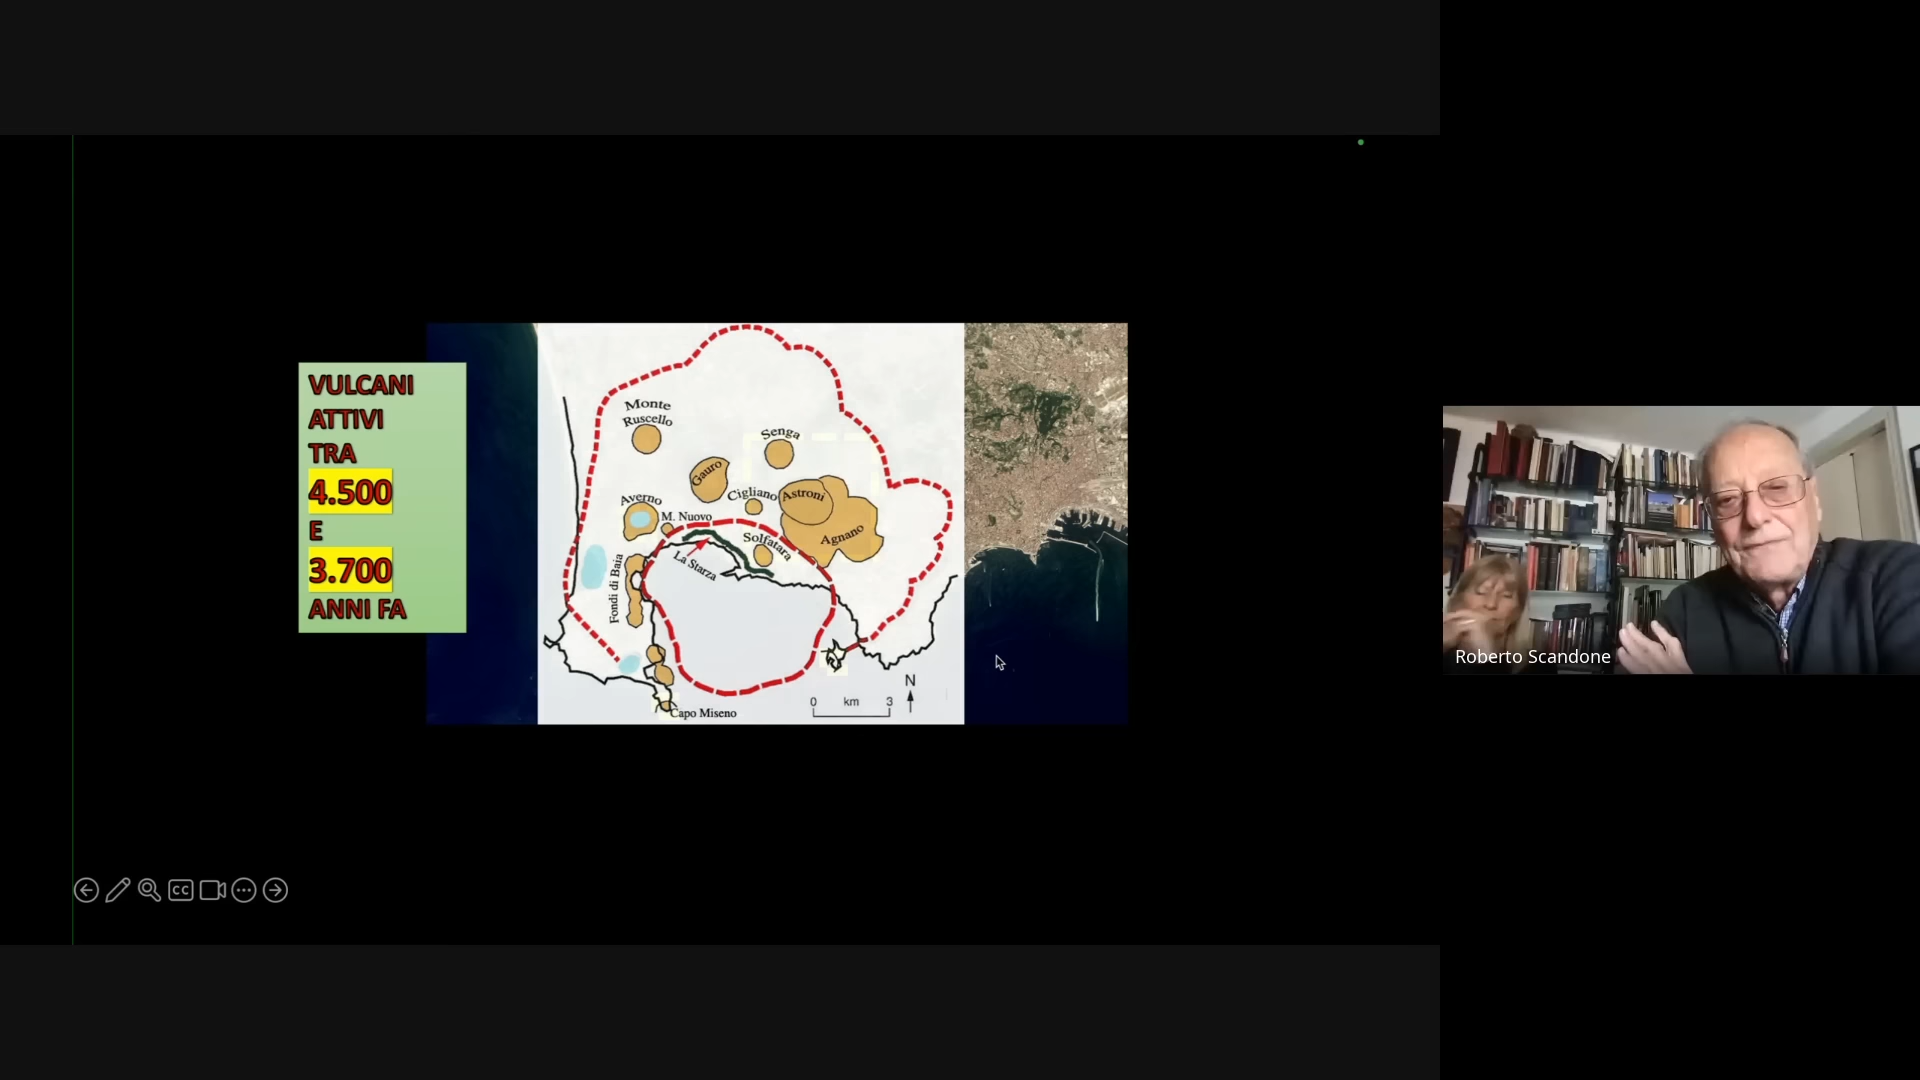 VULCANI
ATTIVI
TRA
4.500
E
3.700
ANNI FA
Monte
Ruscello
Senga
Gauro
Cigliano
Astroni
Averno
M. Nuovo
Agnano
Solfatara
La Starza
Fondi di Baia
Capo Miseno
0 km 3
N
CC
Roberto Scandone